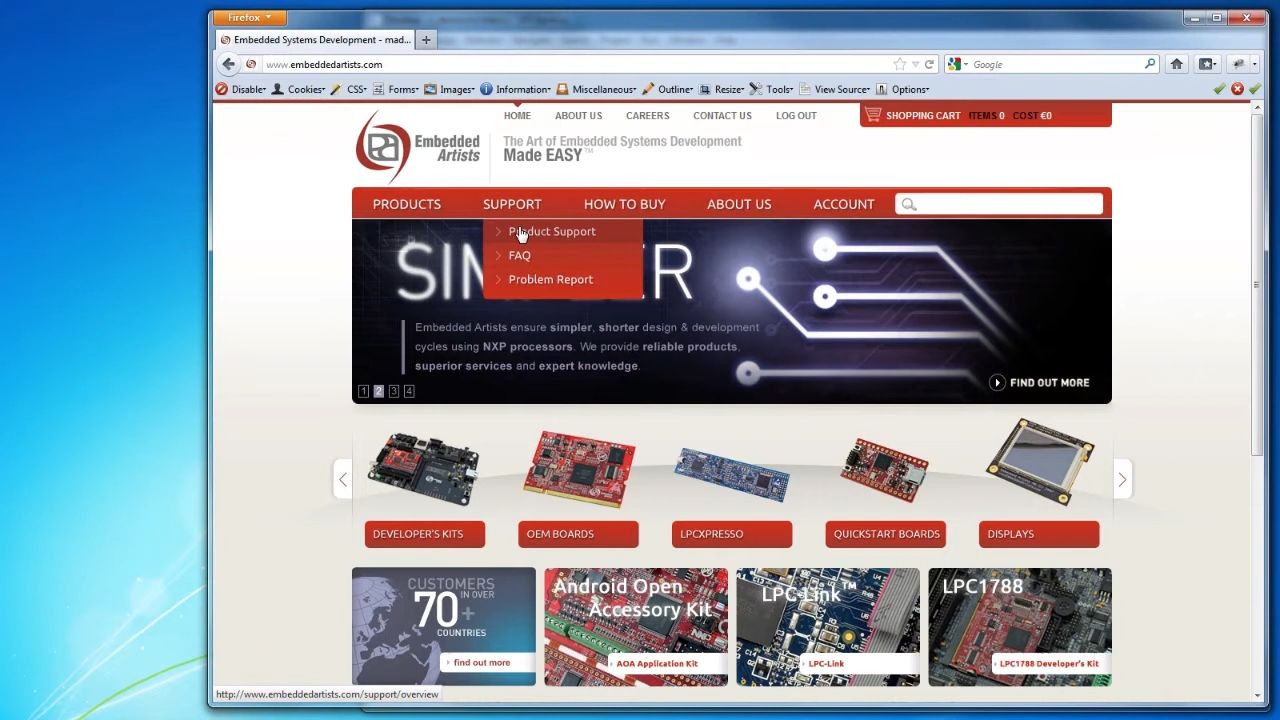 Firefox
Embedded Systems Development - mad...
www.embeddedartists.com
Google
Disable
Cookies
CSS
Forms
Images
Information
Miscellaneous
Outline
Resize
Tools
View Source
Options
HOME ABOUT US CAREERS CONTACT US LOG OUT
SHOPPING CART ITEMS 0 COST €0
Embedded
Artists
The Art of Embedded Systems Development
Made EASY™
PRODUCTS SUPPORT HOW TO BUY ABOUT US ACCOUNT
Product Support
FAQ
Problem Report
Embedded Artists ensure simpler, shorter design & development
cycles using NXP processors. We provide reliable products,
superior services and expert knowledge.
1 2 3 4
FIND OUT MORE
DEVELOPER'S KITS
OEM BOARDS
LPCXPRESSO
QUICKSTART BOARDS
DISPLAYS
CUSTOMERS
IN OVER
70+
COUNTRIES
find out more
Android Open
Accessory Kit
AOA Application Kit
LPC-Link™
LPC-Link
LPC1788
LPC1788 Developer's Kit
http://www.embeddedartists.com/support/overview